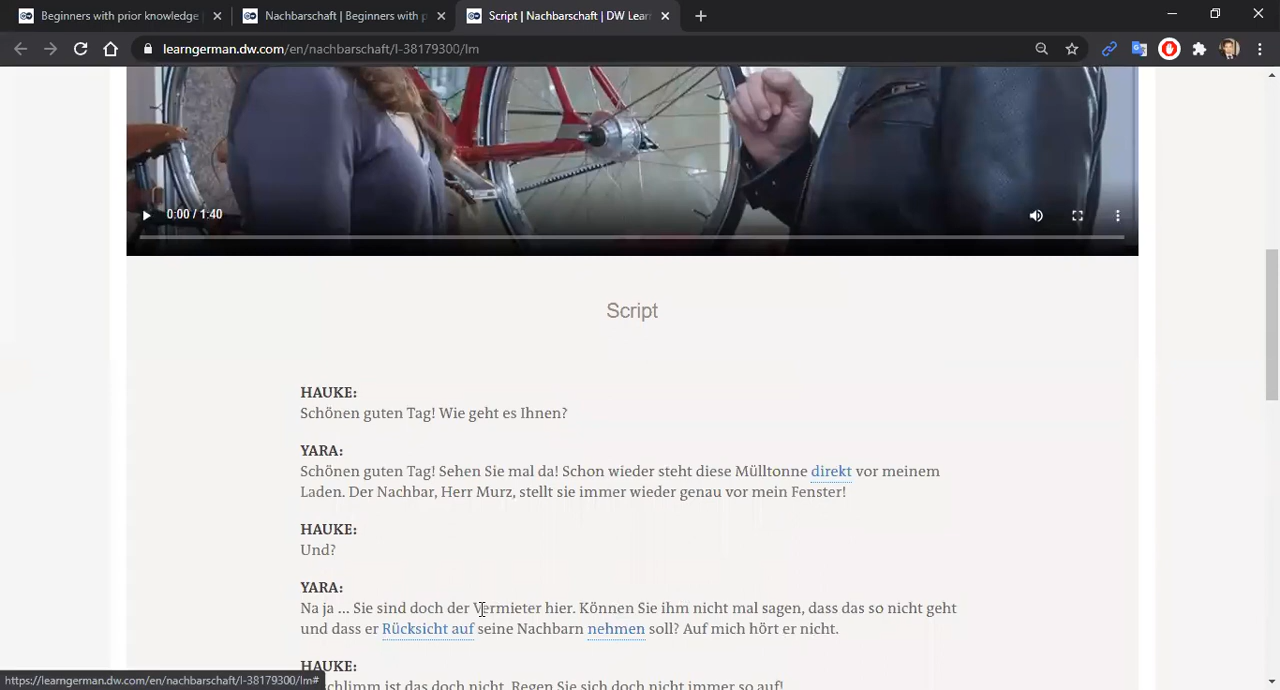 Beginners with prior knowledge
Nachbarschaft | Beginners with p
Script | Nachbarschaft | DW Lear
learngerman.dw.com/en/nachbarschaft/l-38179300/lm
0:00 / 1:40
Script
HAUKE:
Schönen guten Tag! Wie geht es Ihnen?
YARA:
Schönen guten Tag! Sehen Sie mal da! Schon wieder steht diese Mülltonne direkt vor meinem
Laden. Der Nachbar, Herr Murz, stellt sie immer wieder genau vor mein Fenster!
HAUKE:
Und?
YARA:
Na ja ... Sie sind doch der Vermieter hier. Können Sie ihm nicht mal sagen, dass das so nicht geht
und dass er Rücksicht auf seine Nachbarn nehmen soll? Auf mich hört er nicht.
HAUKE:
schlimm ist das doch nicht. Regen Sie sich doch nicht immer so auf!
https://learngerman.dw.com/en/nachbarschaft/l-38179300/lm#